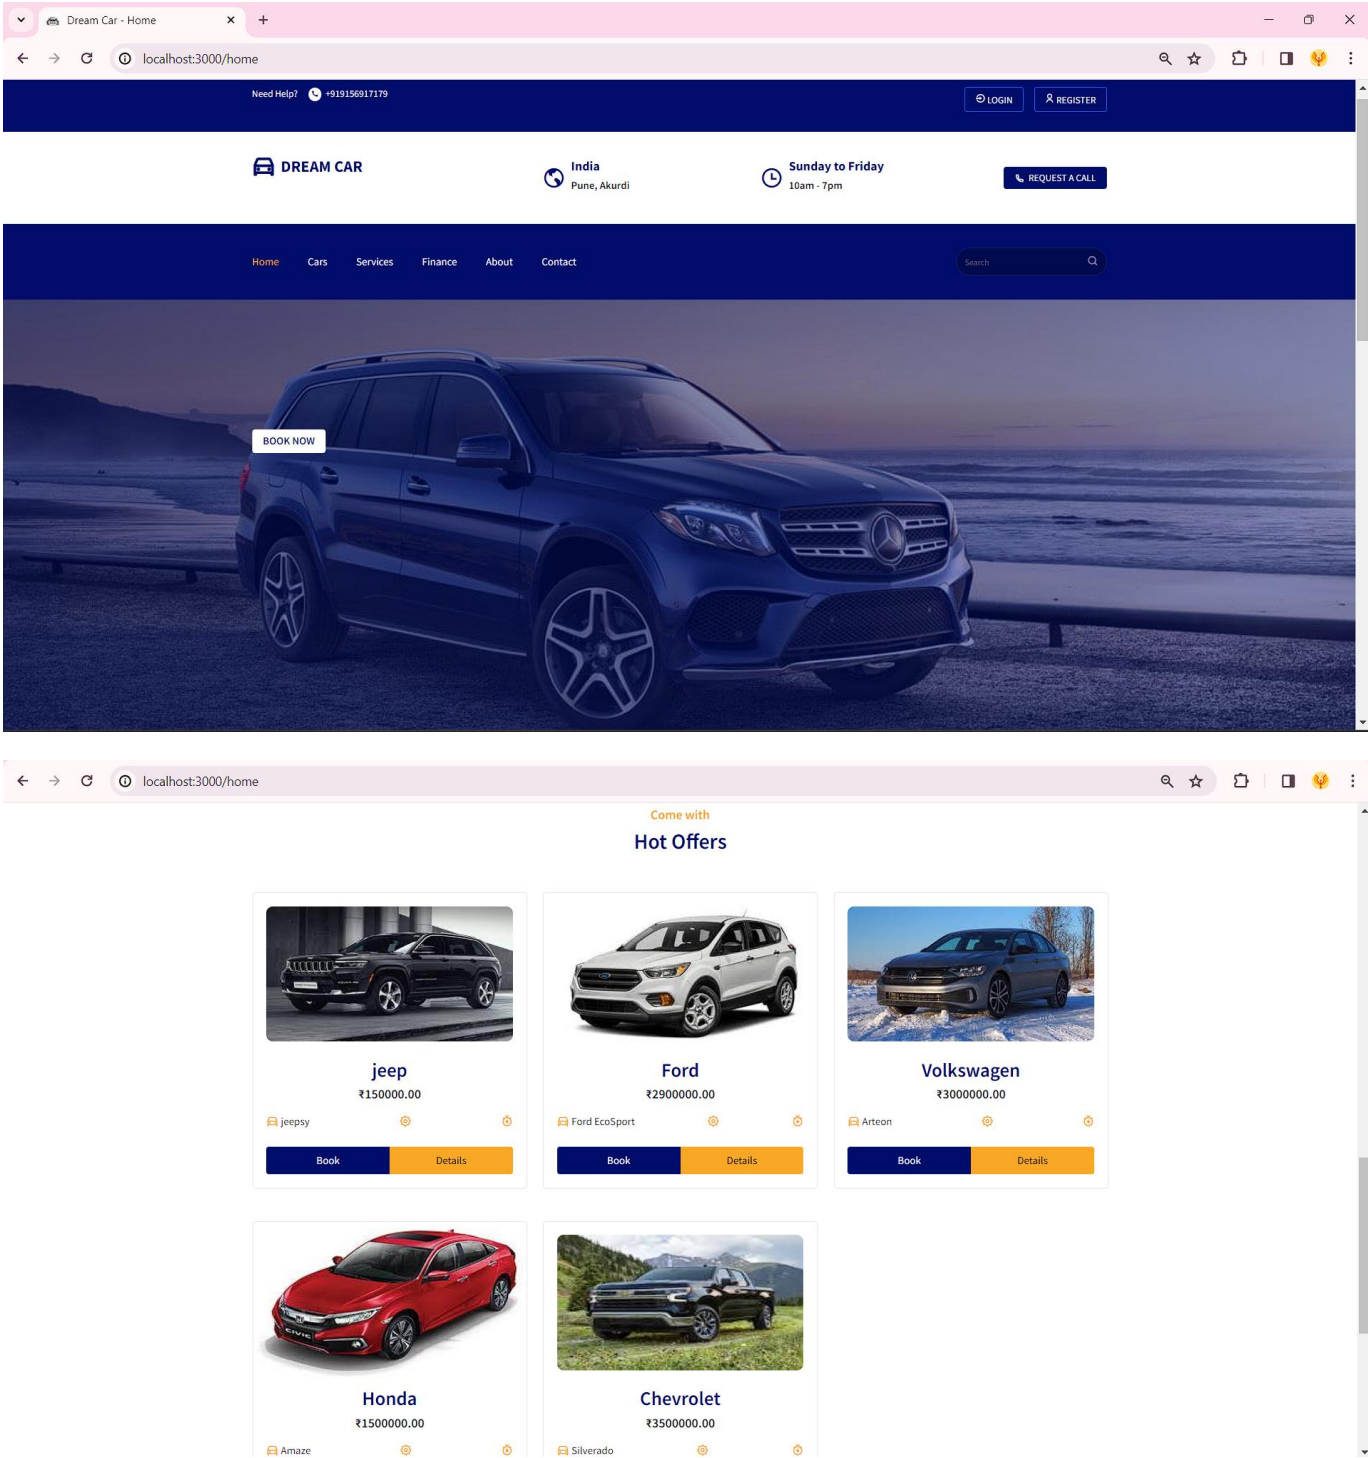 Dream Car - Home
localhost:3000/home
Need Help? +919156917179
LOGIN
REGISTER
DREAM CAR
India
Pune, Akurdi
Sunday to Friday
10am - 7pm
REQUEST A CALL
Home Cars Services Finance About Contact
Search
BOOK NOW
localhost:3000/home
Come with
Hot Offers
jeep
₹150000.00
jeepsy
Book Details
Ford
₹2900000.00
Ford EcoSport
Book Details
Volkswagen
₹3000000.00
Arteon
Book Details
CIVIC
Honda
₹1500000.00
Amaze
Chevrolet
₹3500000.00
Silverado